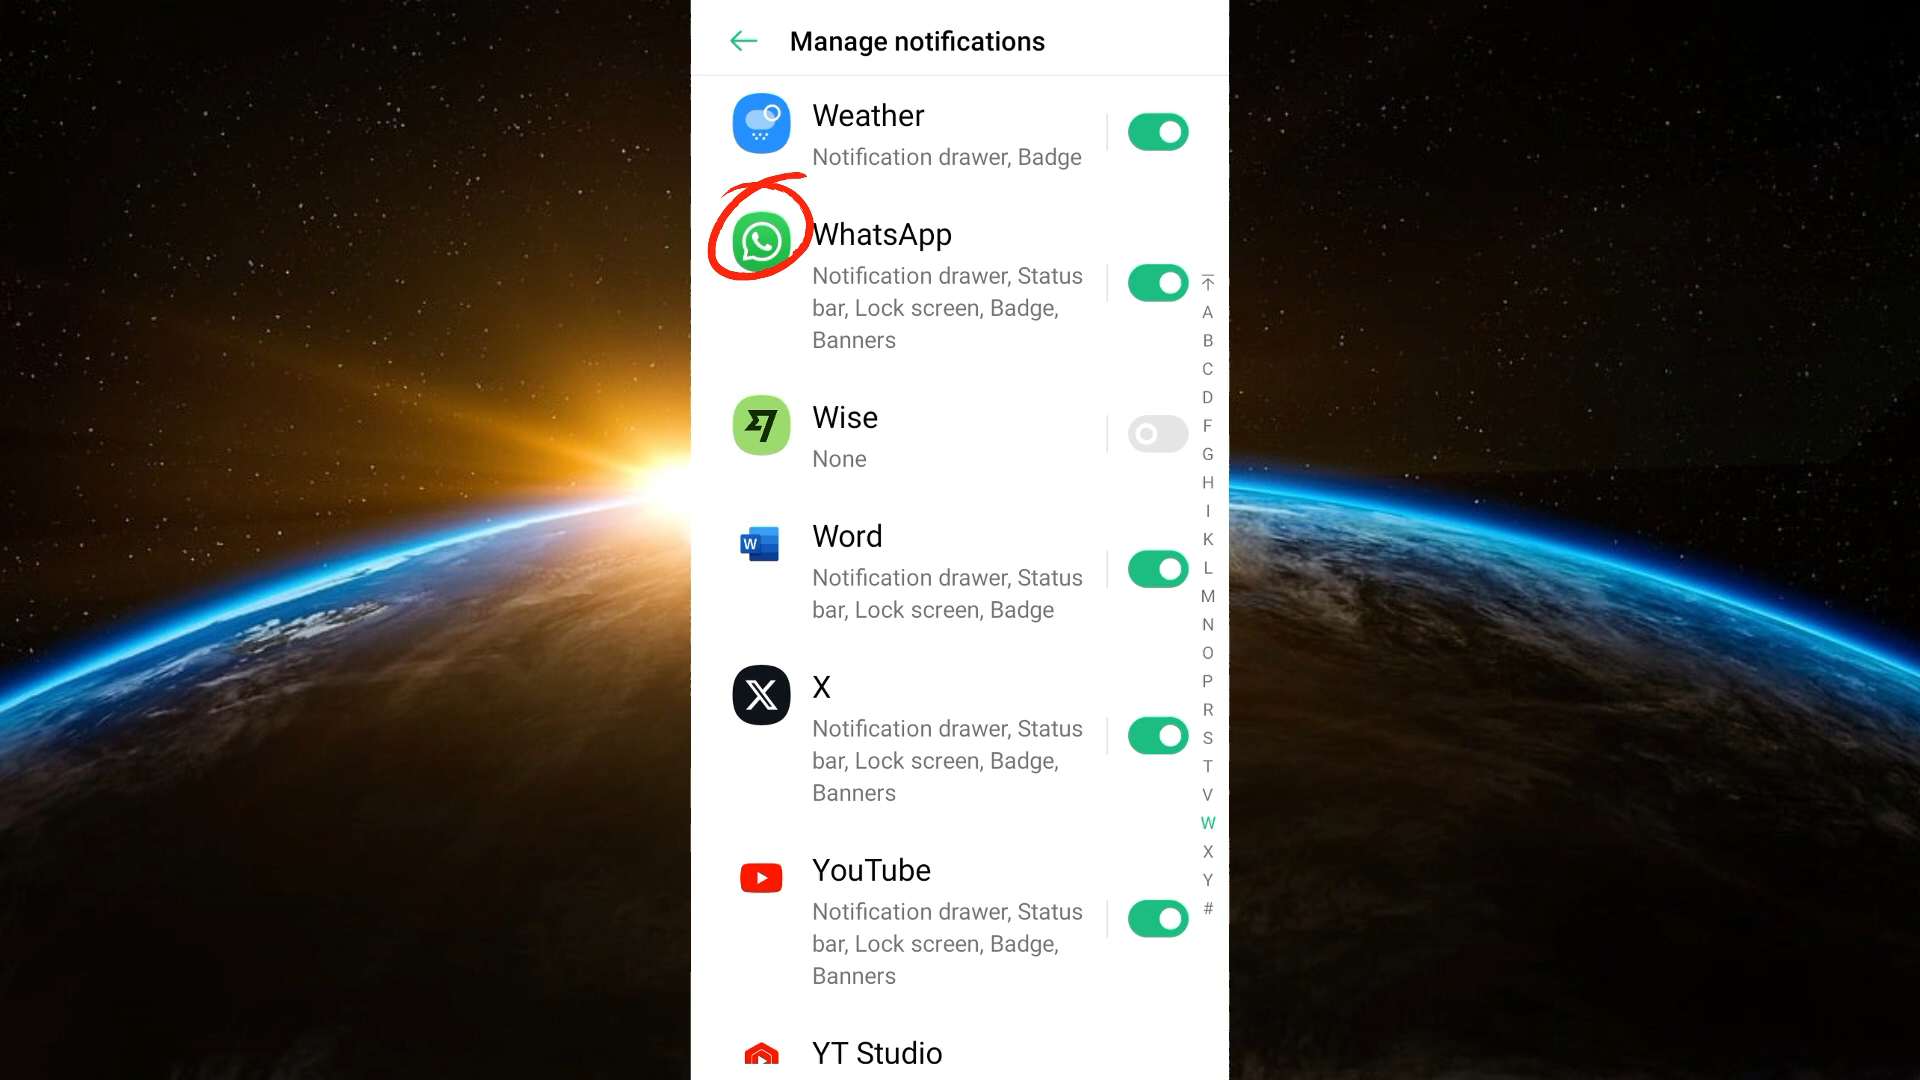 Manage notifications
Weather
Notification drawer, Badge
WhatsApp
Notification drawer, Status
bar, Lock screen, Badge,
Banners
Wise
None
W
Word
Notification drawer, Status
bar, Lock screen, Badge
X
X
Notification drawer, Status
bar, Lock screen, Badge,
Banners
YouTube
Notification drawer, Status
bar, Lock screen, Badge,
Banners
YT Studio
A
B
C
D
F
G
H
I
K
L
M
N
O
P
R
S
T
V
W
X
Y
#